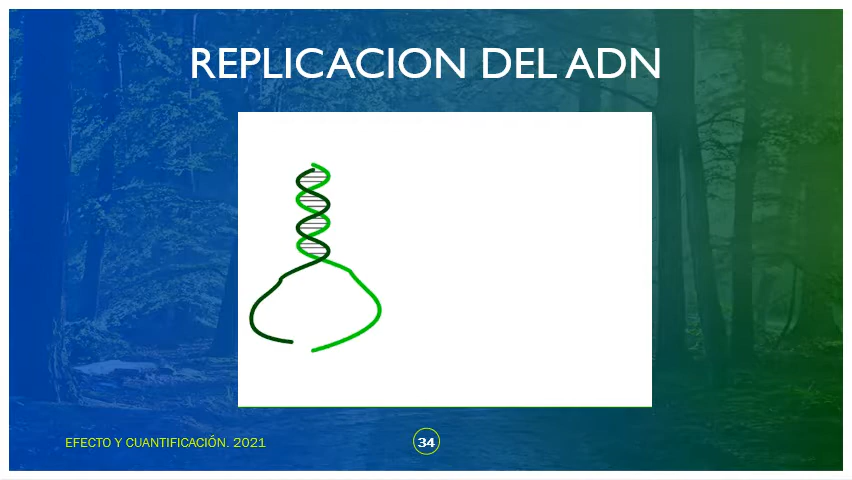 REPLICACION DEL ADN
EFECTO Y CUANTIFICACIÓN. 2021
34